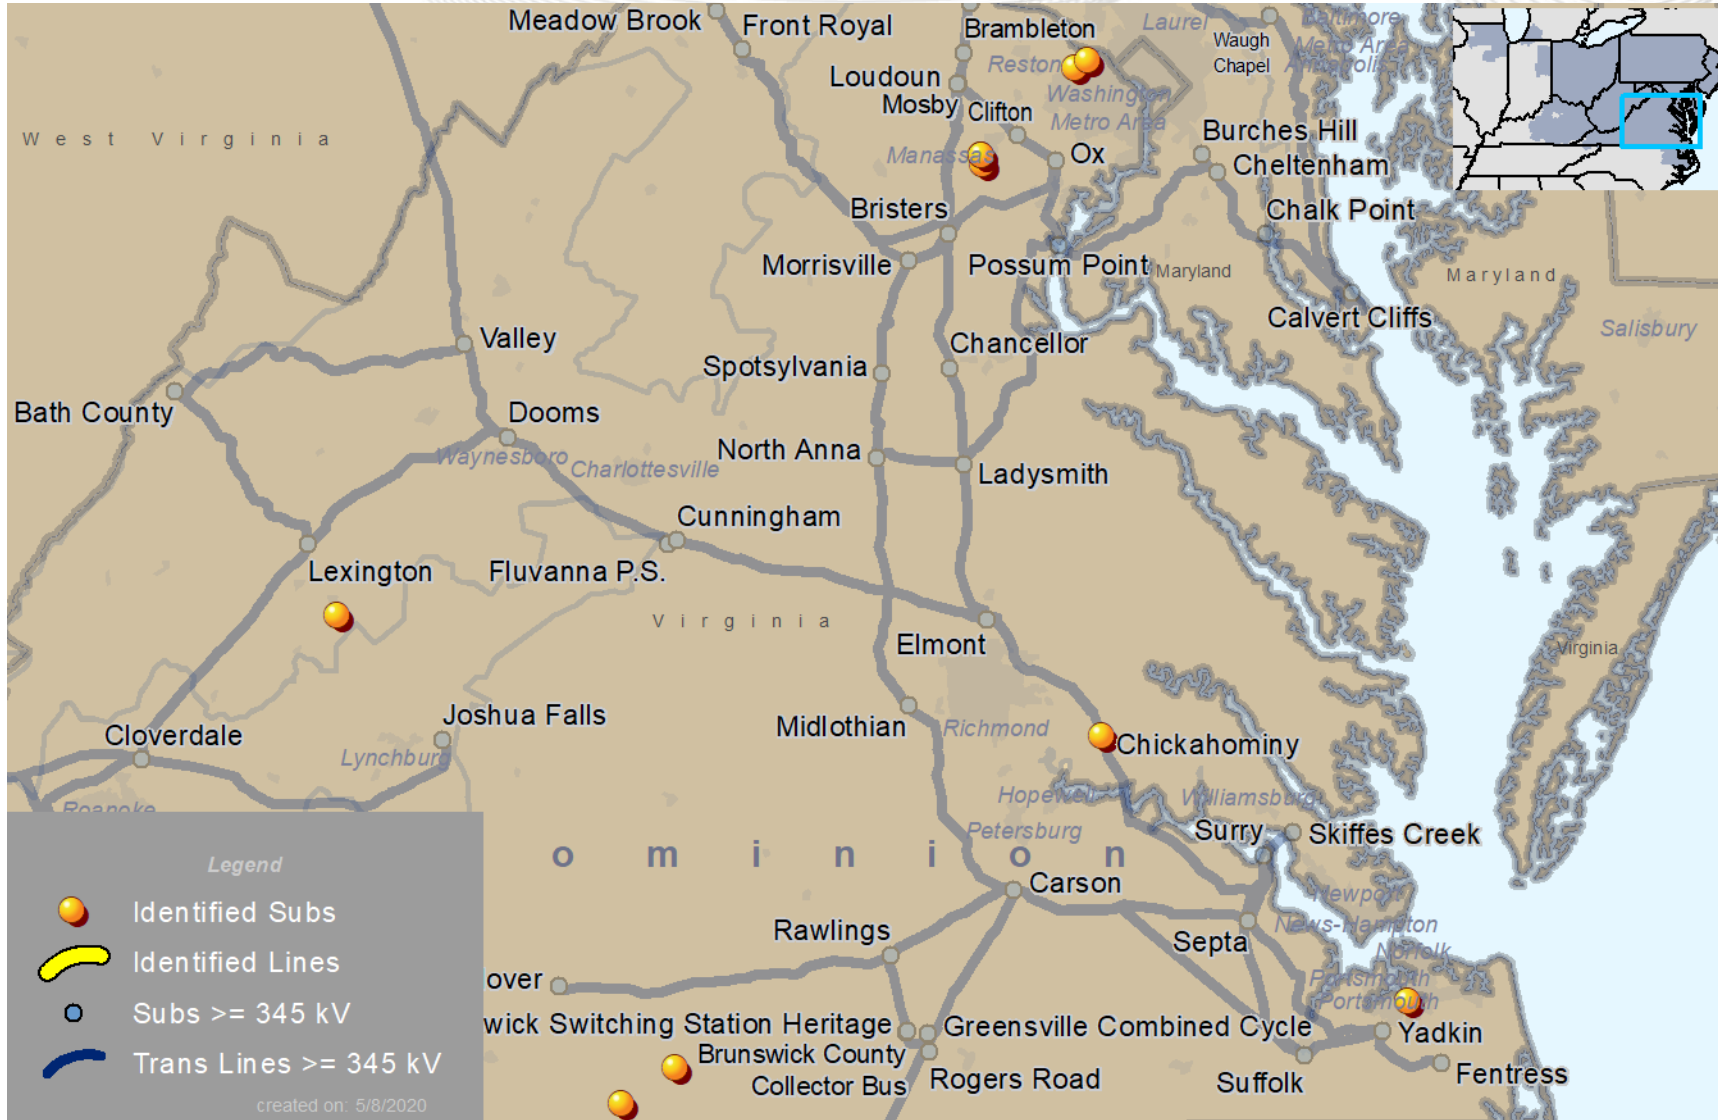 Meadow Brook
Front Royal
Brambleton
Laurel
Baltimore
Metro Area
Annapolis
Waugh
Chapel
Reston
Loudoun
Mosby
Clifton
Washington
Metro Area
West Virginia
Manassas
Ox
Burches Hill
Cheltenham
Bristers
Chalk Point
Morrisville
Possum Point
Maryland
Maryland
Calvert Cliffs
Salisbury
Valley
Chancellor
Spotsylvania
Bath County
Dooms
Waynesboro
Charlottesville
North Anna
Ladysmith
Cunningham
Lexington
Fluvanna P.S.
Virginia
Elmont
Virginia
Joshua Falls
Midlothian
Richmond
Cloverdale
Lynchburg
Chickahominy
Roanoke
Hopewell
Williamsburg
Petersburg
Surry
Skiffes Creek
o m i n i o n
Carson
Newport
News-Hampton
Rawlings
Septa
Norfolk
Portsmouth
Portsmouth
over
wick Switching Station Heritage
Greensville Combined Cycle
Yadkin
Brunswick County
Collector Bus
Rogers Road
Suffolk
Fentress
Legend
Identified Subs
Identified Lines
Subs >= 345 kV
Trans Lines >= 345 kV
created on: 5/8/2020